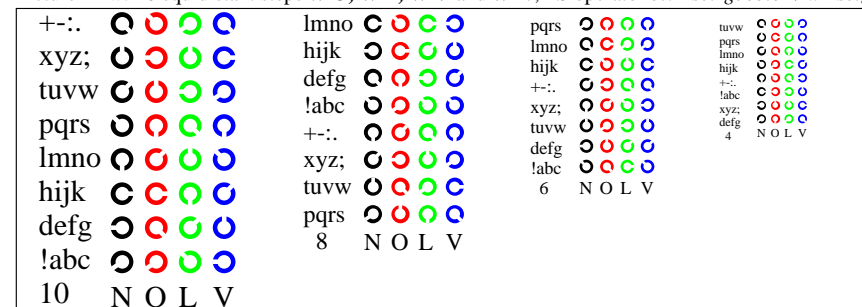 +-:.
xyz;
tuvw
pqrs
lmno
hijk
defg
!abc
10 N O L V
lmno
hijk
defg
!abc
+-:.
xyz;
tuvw
pqrs
8 N O L V
pqrs
lmno
hijk
+-:.
xyz;
tuvw
defg
!abc
6 N O L V
tuvw
pqrs
lmno
hijk
+-:.
!abc
xyz;
defg
4 N O L V